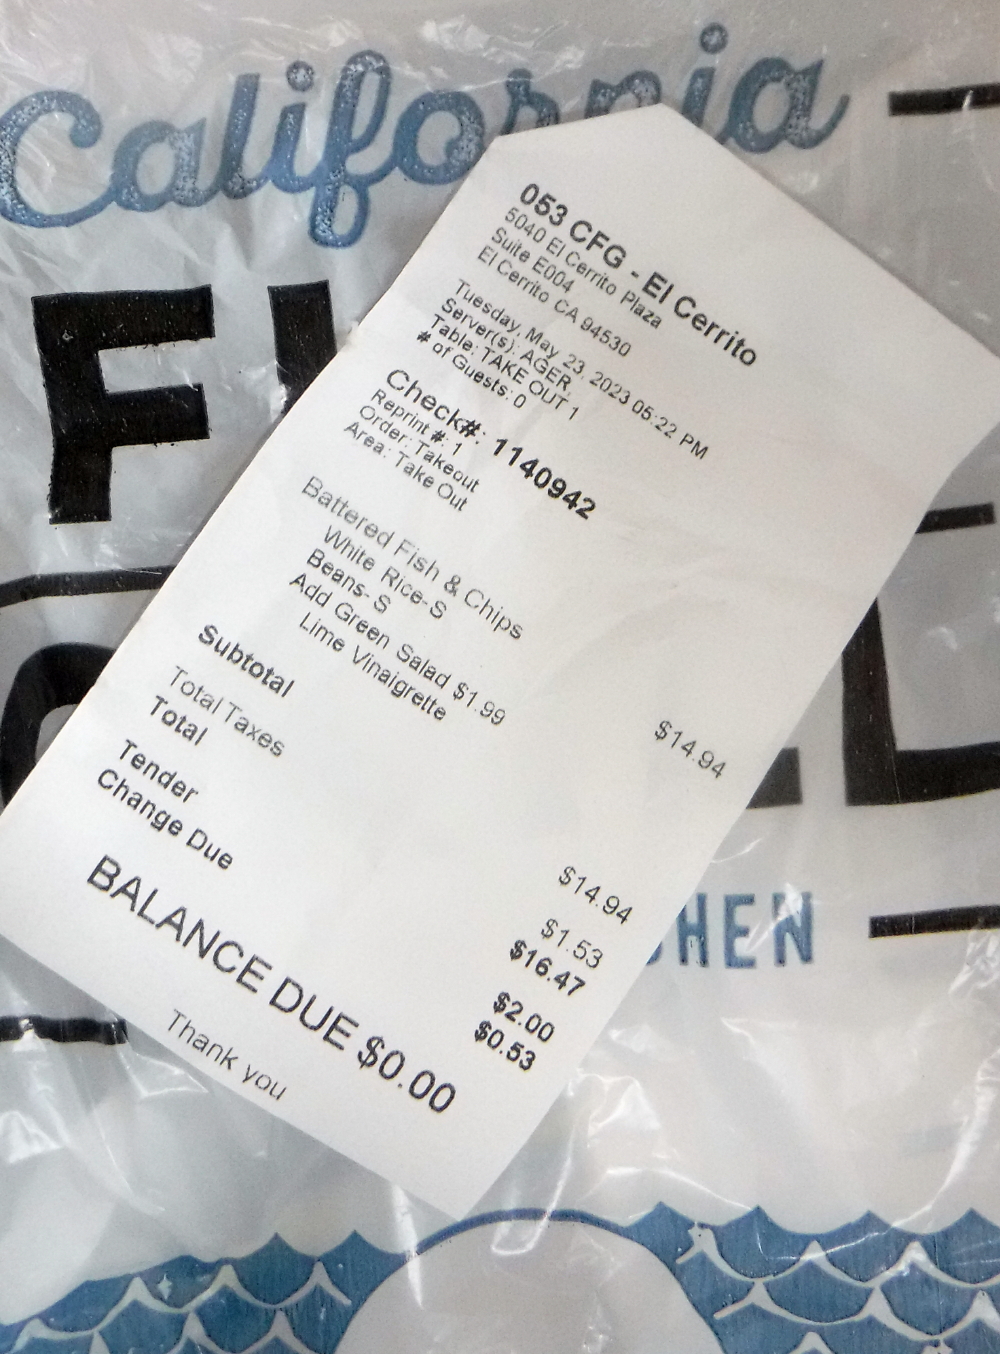 California
053 CFG - El Cerrito
5040 El Cerrito Plaza
Suite E004
El Cerrito CA 94530
Tuesday, May 23, 2023 05:22 PM
Server(s): AGER,
Table: TAKE OUT 1
# of Guests: 0
Check#: 1140942
Reprint #: 1
Order: Takeout
Area: Take Out
Battered Fish & Chips $14.94
White Rice-S
Beans- S
Add Green Salad $1.99
Lime Vinaigrette
Subtotal $14.94
Total Taxes $1.53
Total $16.47
Tender $2.00
Change Due $0.53
BALANCE DUE $0.00
Thank you